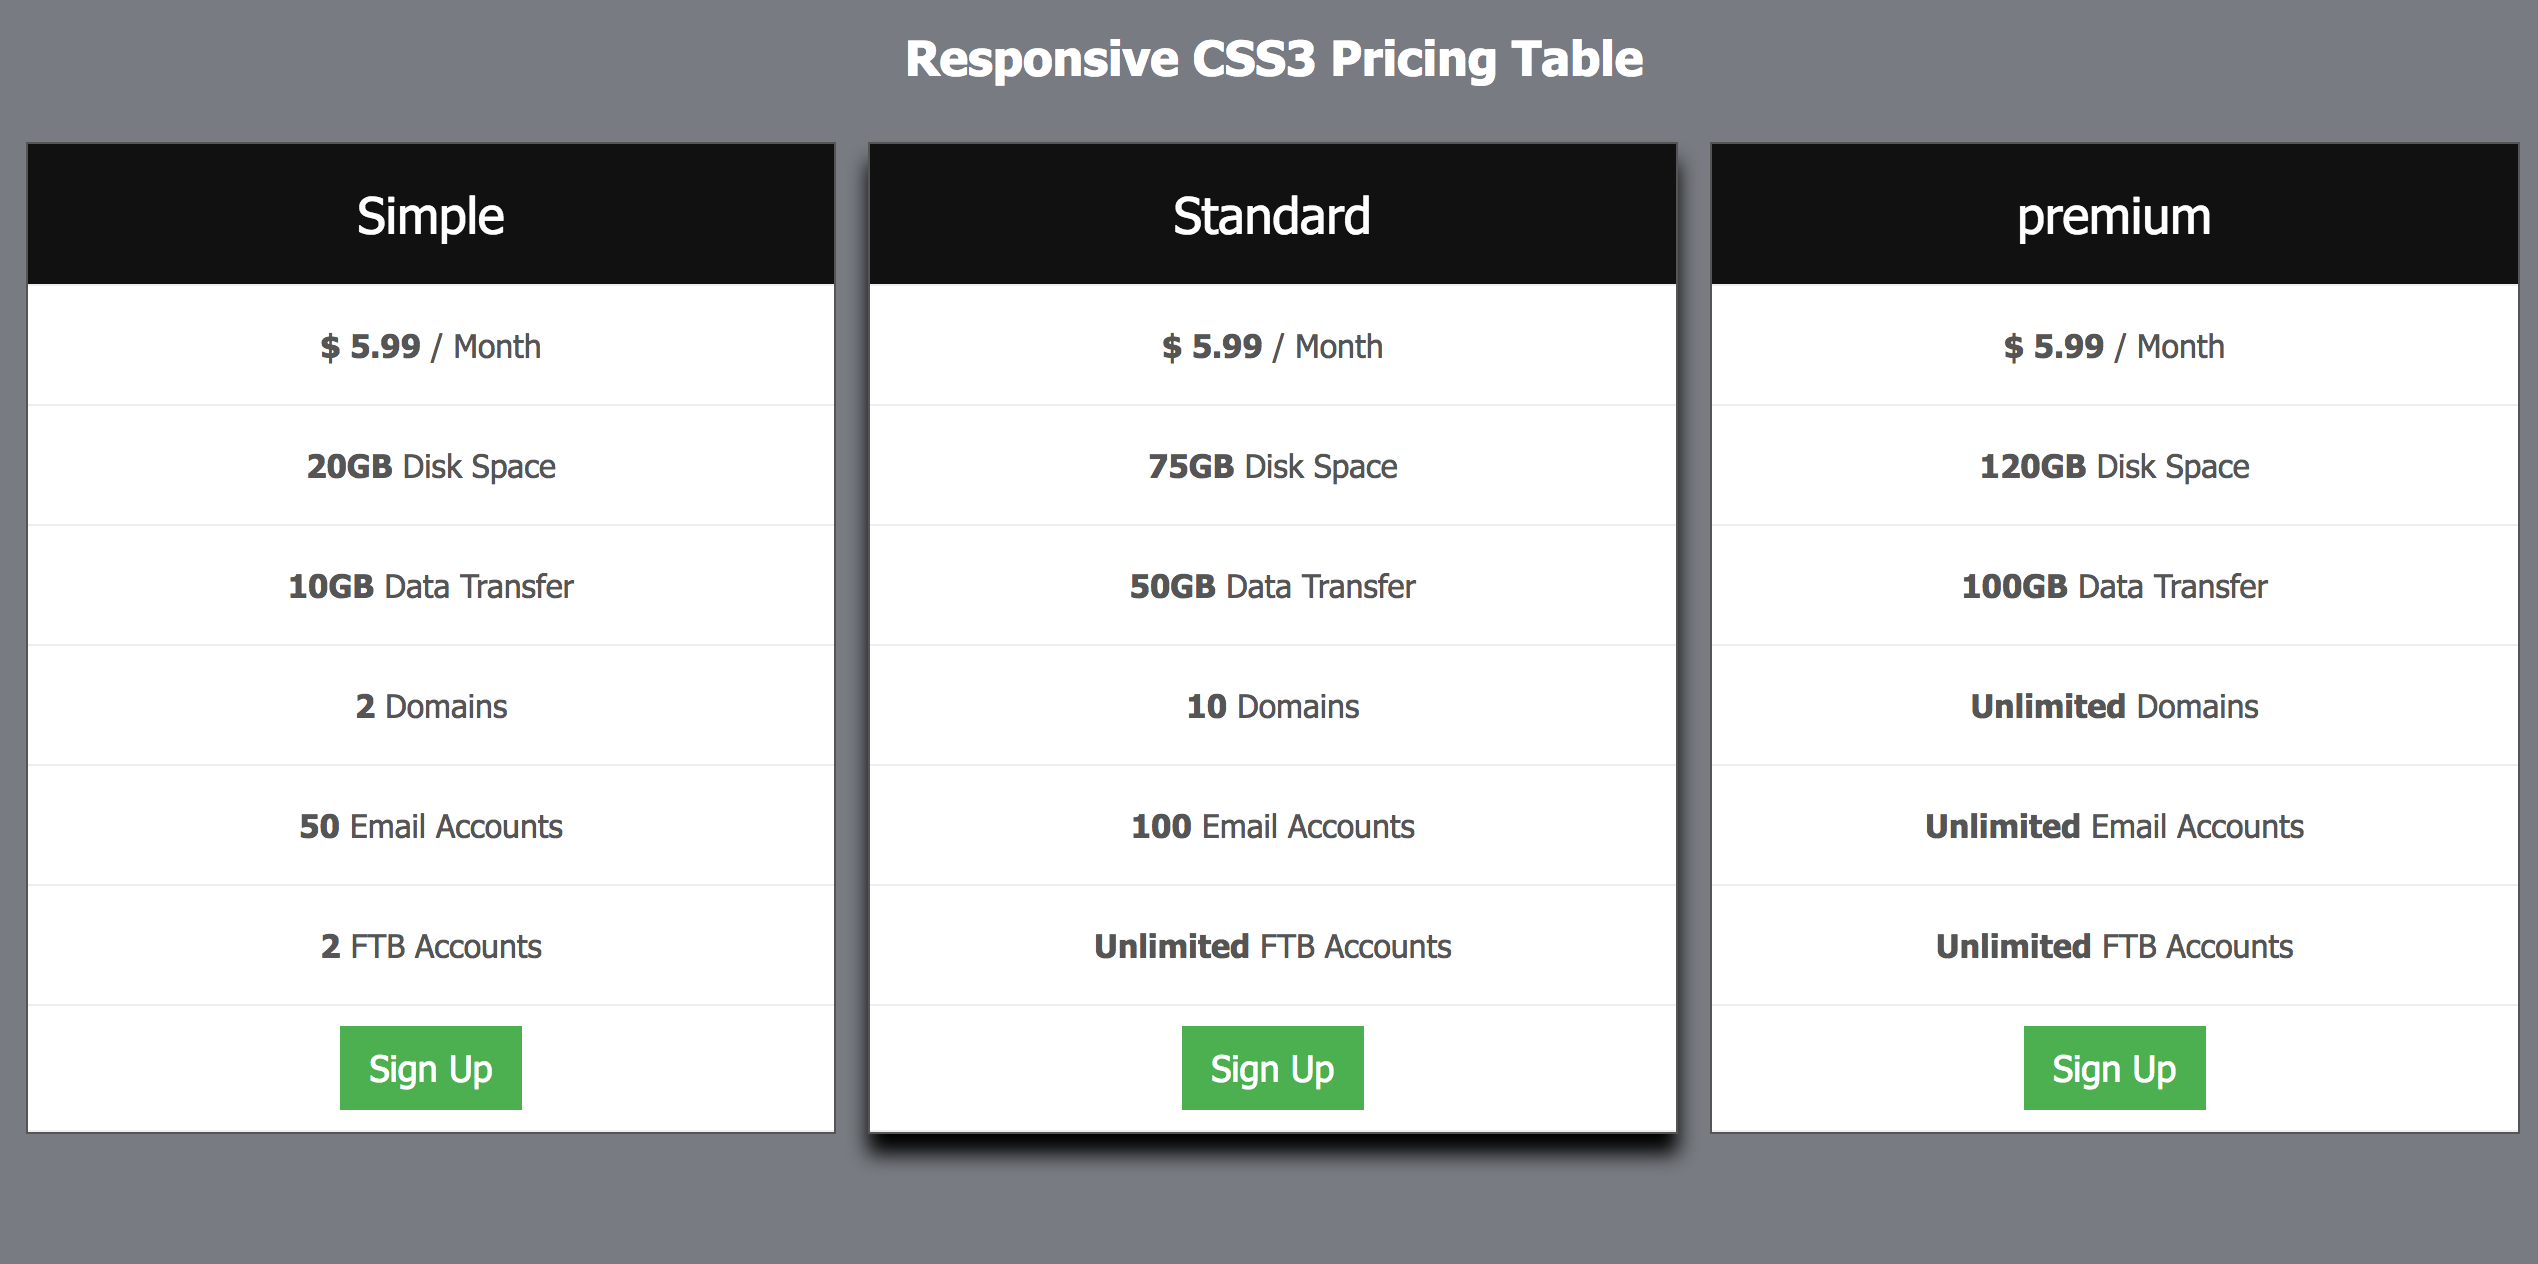 Responsive CSS3 Pricing Table
Simple
$ 5.99 / Month
20GB Disk Space
10GB Data Transfer
2 Domains
50 Email Accounts
2 FTB Accounts
Sign Up
Standard
$ 5.99 / Month
75GB Disk Space
50GB Data Transfer
10 Domains
100 Email Accounts
Unlimited FTB Accounts
Sign Up
premium
$ 5.99 / Month
120GB Disk Space
100GB Data Transfer
Unlimited Domains
Unlimited Email Accounts
Unlimited FTB Accounts
Sign Up